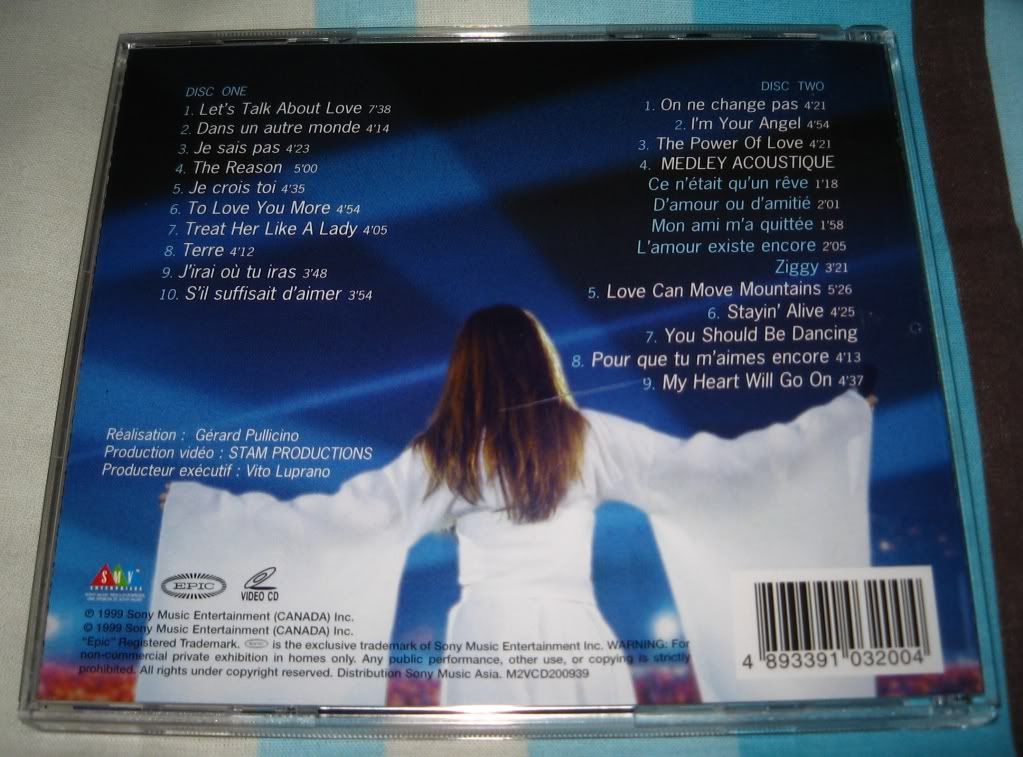 DISC ONE
1. Let's Talk About Love 7'38
2. Dans un autre monde 4'14
3. Je sais pas 4'23
4. The Reason 5'00
5. Je crois toi 4'35
6. To Love You More 4'54
7. Treat Her Like A Lady 4'05
8. Terre 4'12
9. J'irai où tu iras 3'48
10. S'il suffisait d'aimer 3'54
DISC TWO
1. On ne change pas 4'21
2. I'm Your Angel 4'54
3. The Power Of Love 4'21
4. MEDLEY ACOUSTIQUE
Ce n'était qu'un rêve 1'18
D'amour ou d'amitié 2'01
Mon ami m'a quittée 1'58
L'amour existe encore 2'05
Ziggy 3'21
5. Love Can Move Mountains 5'26
6. Stayin' Alive 4'25
7. You Should Be Dancing
8. Pour que tu m'aimes encore 4'13
9. My Heart Will Go On 4'37
Réalisation : Gérard Pullicino
Production vidéo : STAM PRODUCTIONS
Producteur exécutif : Vito Luprano
SMV
ENTERPRISES
EPIC
VIDEO CD
℗ 1999 Sony Music Entertainment (CANADA) Inc.
© 1999 Sony Music Entertainment (CANADA) Inc.
"Epic" Registered Trademark. EPIC is the exclusive trademark of Sony Music Entertainment Inc. WARNING: For
non-commercial private exhibition in homes only. Any public performance, other use, or copying is strictly
prohibited. All rights under copyright reserved. Distribution Sony Music Asia. M2VCD200939
4 893391 032004